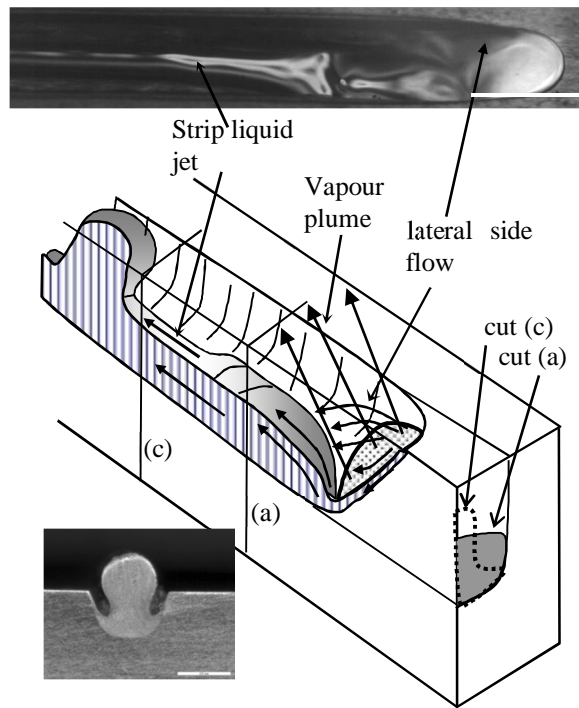 Strip liquid
jet
Vapour
plume
lateral side
flow
cut (c)
cut (a)
(c)
(a)